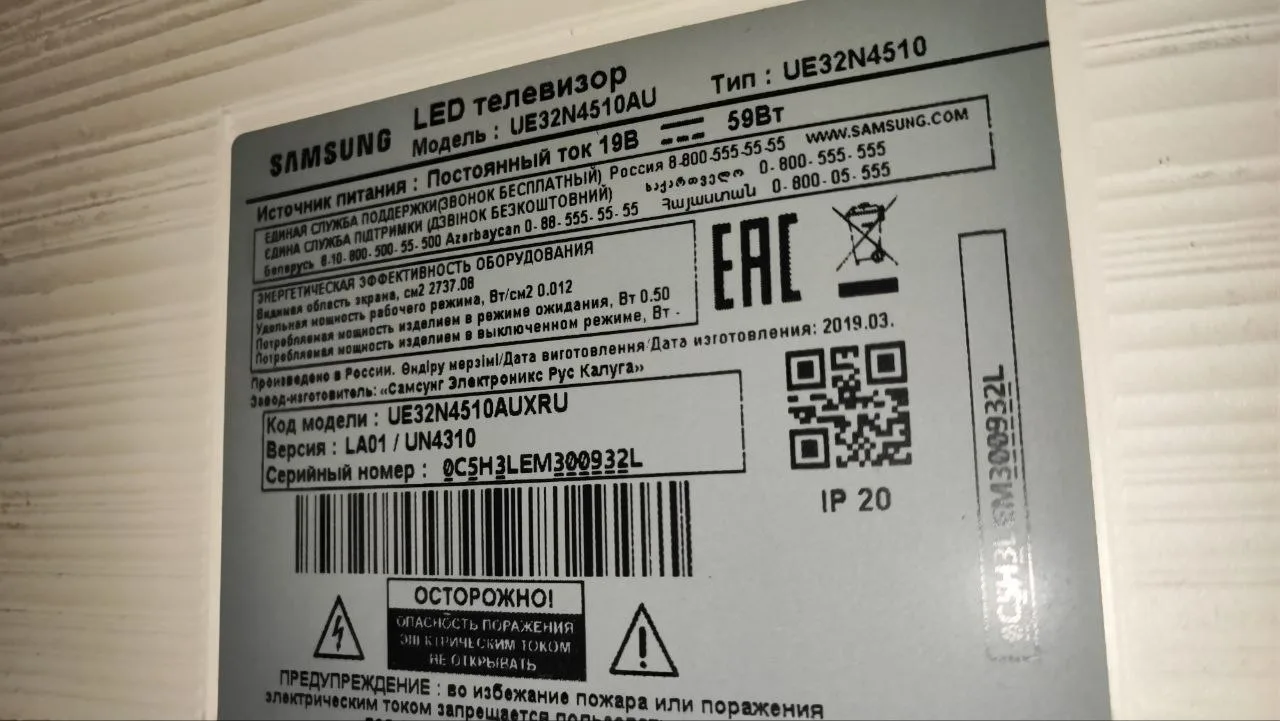 SAMSUNG LED телевизор
Модель : UE32N4510AU Тип : UE32N4510
Источник питания : Постоянный ток 19В 59Вт
ЕДИНАЯ СЛУЖБА ПОДДЕРЖКИ(ЗВОНОК БЕСПЛАТНЫЙ) Россия 8-800-555-55-55 WWW.SAMSUNG.COM
ЄДИНА СЛУЖБА ПІДТРИМКИ (ДЗВІНОК БЕЗКОШТОВНИЙ) საქართველო 0-800-555-555
Беларусь 8-10-800-500-55-500 Azerbaycan 0-88-555-55-55 Հայաստան 0-800-05-555
ЭНЕРГЕТИЧЕСКАЯ ЭФФЕКТИВНОСТЬ ОБОРУДОВАНИЯ
Видимая область экрана, см2 2737.08
Удельная мощность рабочего режима, Вт/см2 0.012
Потребляемая мощность изделием в режиме ожидания, Вт 0.50
Потребляемая мощность изделием в выключенном режиме, Вт -
EAC
Произведено в России. Өндіру мерзімі/Дата виготовлення/Дата изготовления: 2019.03.
Завод-изготовитель: «Самсунг Электроникс Рус Калуга»
Код модели : UE32N4510AUXRU
Версия : LA01 / UN4310
Серийный номер : 0C5H3LEM300932L
IP 20
0C5H3LEM300932L
ОСТОРОЖНО!
ОПАСНОСТЬ ПОРАЖЕНИЯ
ЭЛЕКТРИЧЕСКИМ ТОКОМ
НЕ ОТКРЫВАТЬ
ПРЕДУПРЕЖДЕНИЕ : во избежание пожара или поражения
электрическим током запрещается